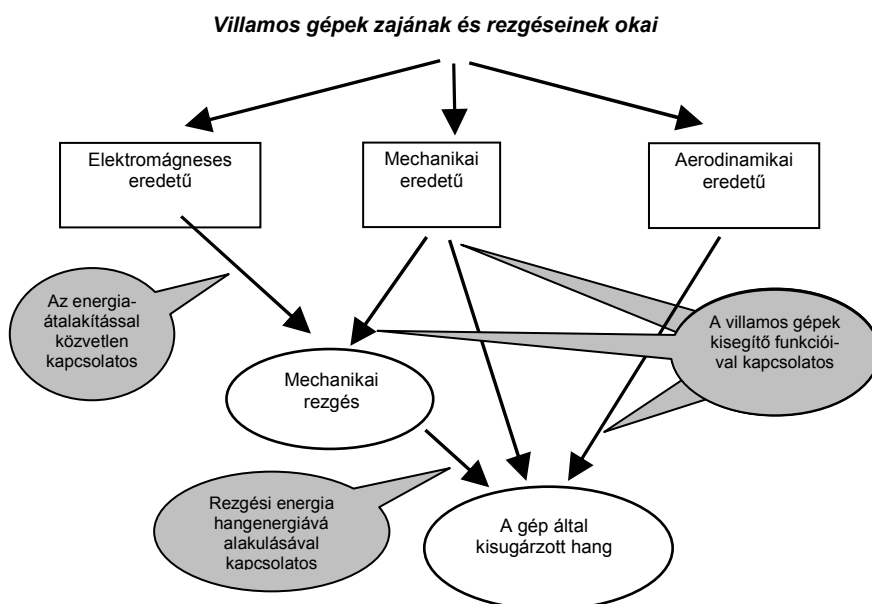 Villamos gépek zajának és rezgéseinek okai
Elektromágneses
eredetű
Mechanikai
eredetű
Aerodinamikai
eredetű
Az energia-
átalakítással
közvetlen
kapcsolatos
A villamos gépek
kisegítő funkciói-
val kapcsolatos
Mechanikai
rezgés
Rezgési energia
hangenergiává
alakulásával
kapcsolatos
A gép által
kisugárzott hang